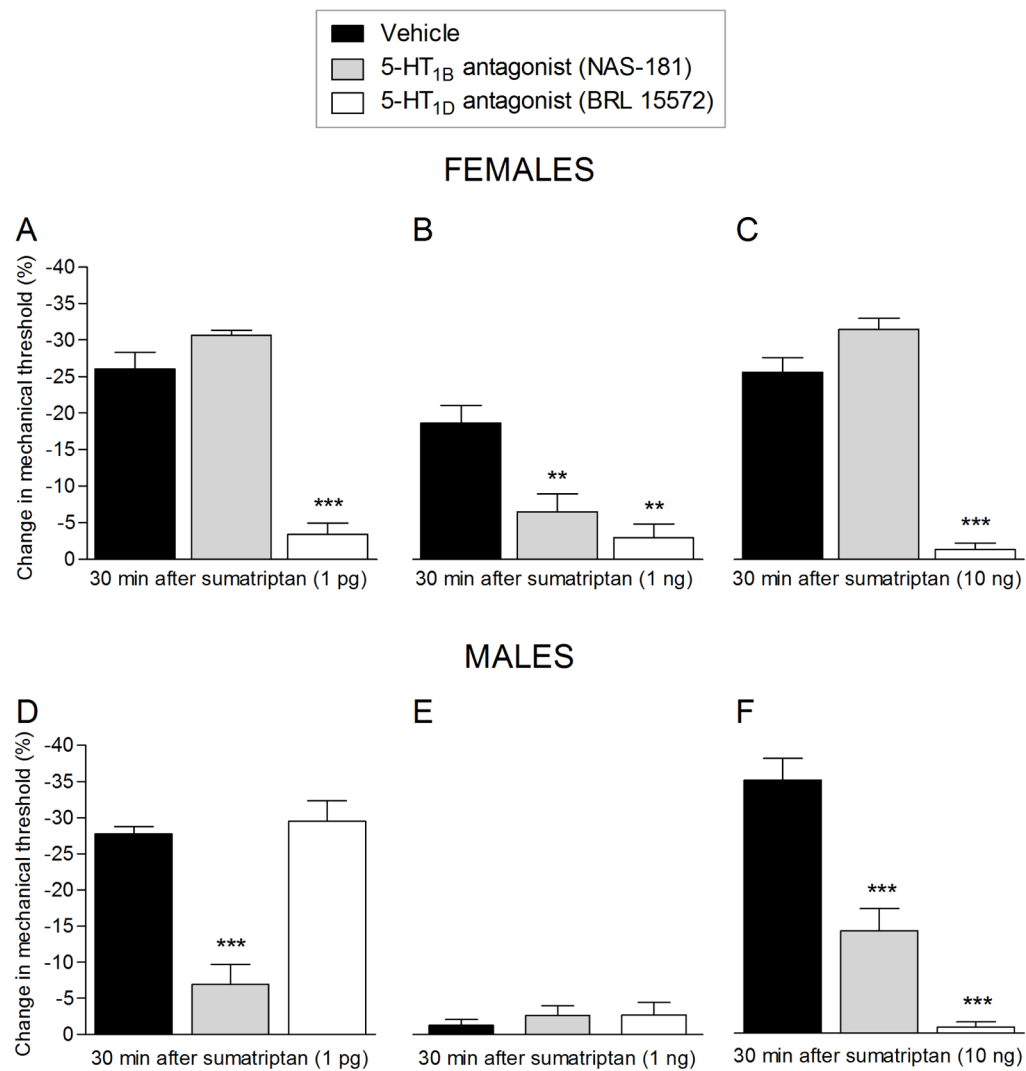 Vehicle
5-HT1B antagonist (NAS-181)
5-HT1D antagonist (BRL 15572)
FEMALES
A
B
C
Change in mechanical threshold (%)
-40
-35
-30
-25
-20
-15
-10
-5
0
***
**
**
***
30 min after sumatriptan (1 pg)
30 min after sumatriptan (1 ng)
30 min after sumatriptan (10 ng)
MALES
D
E
F
Change in mechanical threshold (%)
-40
-35
-30
-25
-20
-15
-10
-5
0
***
***
***
30 min after sumatriptan (1 pg)
30 min after sumatriptan (1 ng)
30 min after sumatriptan (10 ng)